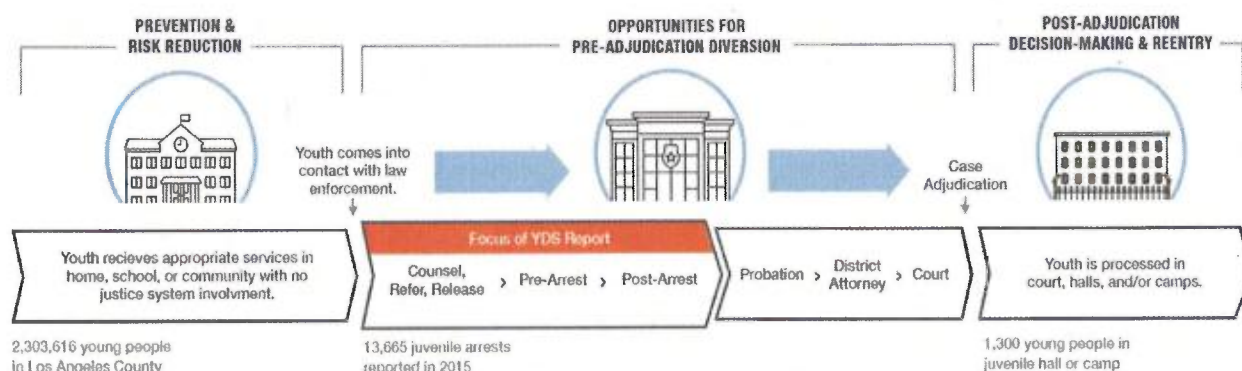 PREVENTION &
RISK REDUCTION
OPPORTUNITIES FOR
PRE-ADJUDICATION DIVERSION
POST-ADJUDICATION
DECISION-MAKING & REENTRY
Youth comes into
contact with law
enforcement.
Case
Adjudication
Youth recieves appropriate services in
home, school, or community with no
justice system involvment.
Focus of YDS Report
Counsel,
Refer, Release
> Pre-Arrest > Post-Arrest
Probation > District
Attorney > Court
Youth is processed in
court, halls, and/or camps.
2,303,616 young people
in Los Angeles County
13,665 juvenile arrests
reported in 2015
1,300 young people in
juvenile hall or camp